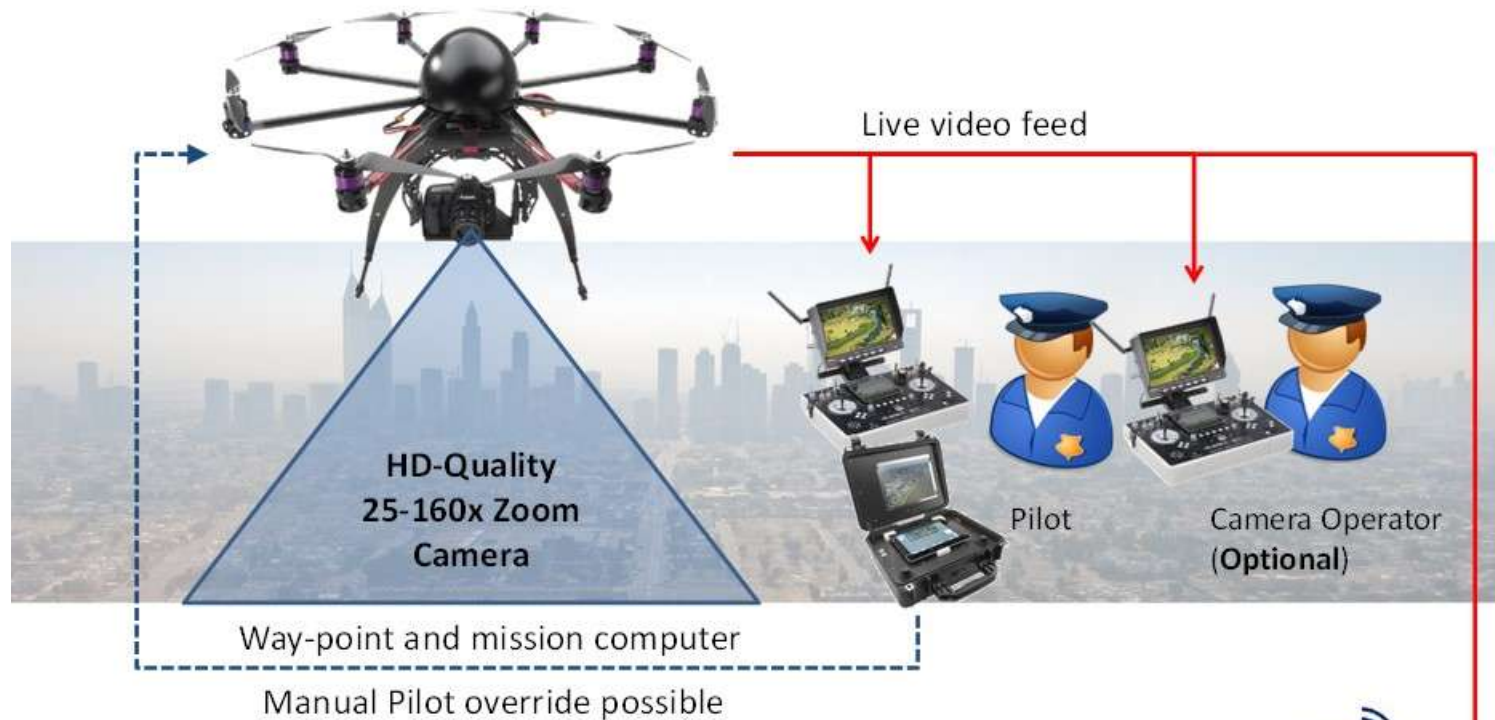 Live video feed
HD-Quality
25-160x Zoom
Camera
Pilot
Camera Operator
(Optional)
Way-point and mission computer
Manual Pilot override possible